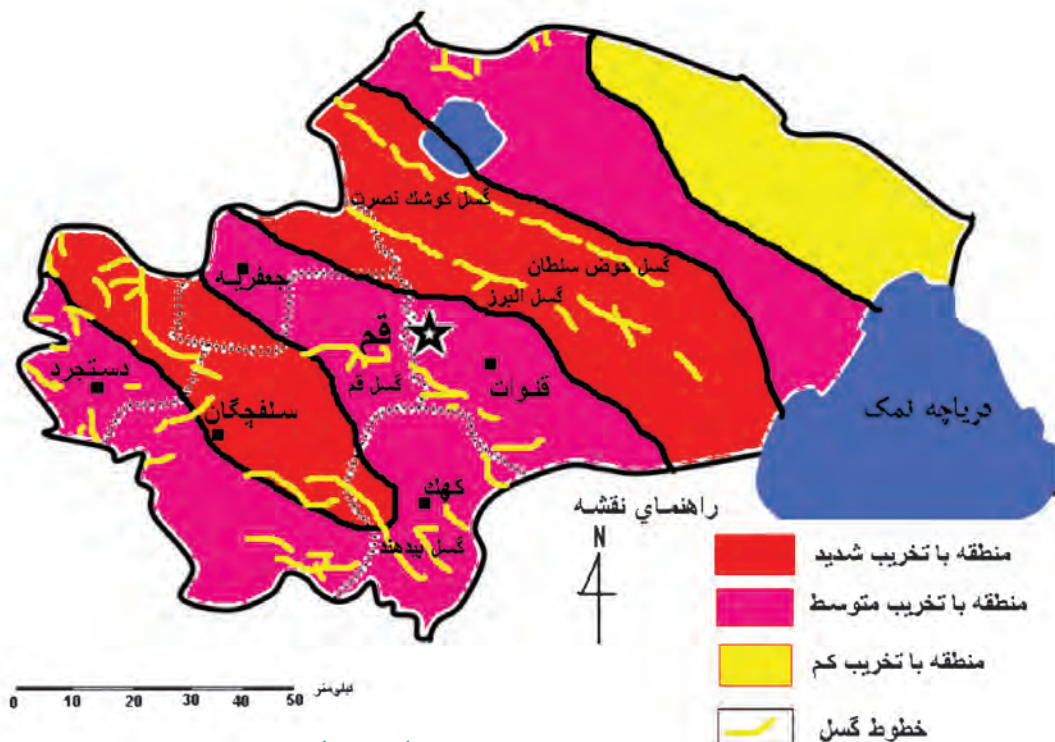 گسل کوشک نصرت
گسل حوض سلطان
گسل البرز
جعفریه
قم
گسل قم
قنوات
دستجرد
سلفچگان
کهک
گسل بیدهند
دریاچه نمک
راهنمای نقشه
N
منطقه با تخریب شدید
منطقه با تخریب متوسط
منطقه با تخریب کم
خطوط گسل
0 10 20 30 40 50 کیلی‌متر